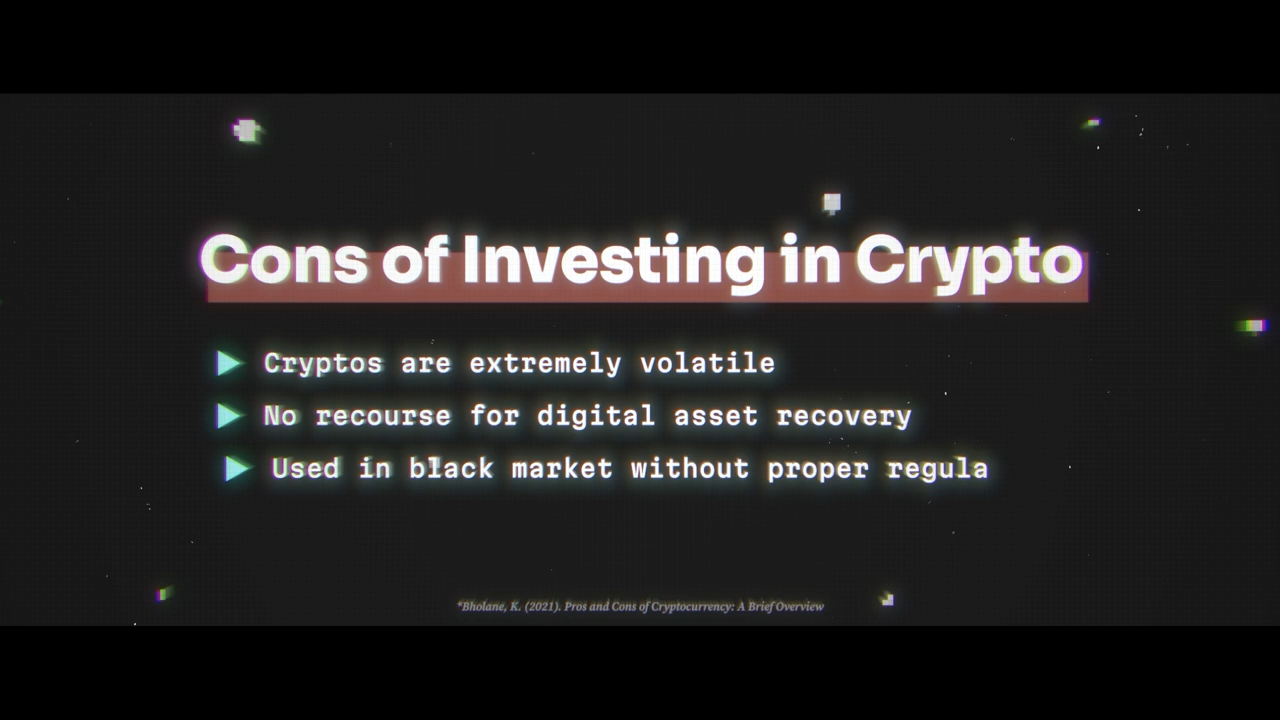 Cons of Investing in Crypto
Cryptos are extremely volatile
No recourse for digital asset recovery
Used in black market without proper regula
*Bholane, K. (2021). Pros and Cons of Cryptocurrency: A Brief Overview